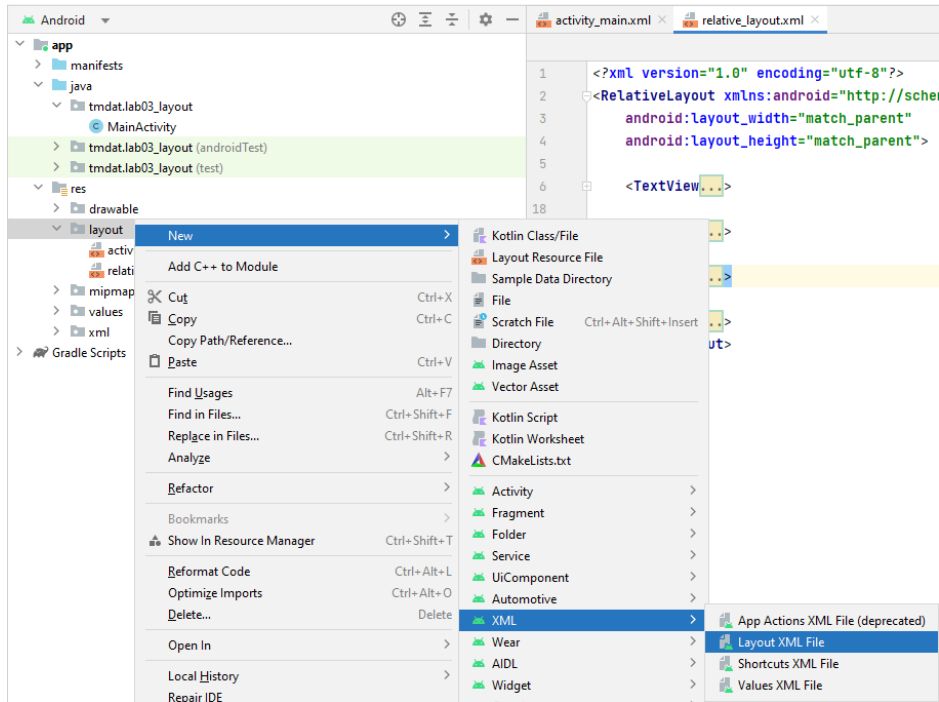 Android
activity_main.xml
relative_layout.xml
app
manifests
java
tmdat.lab03_layout
MainActivity
tmdat.lab03_layout (androidTest)
tmdat.lab03_layout (test)
res
drawable
layout
activ
relati
mipmap
values
xml
Gradle Scripts
1 <?xml version="1.0" encoding="utf-8"?>
2 <RelativeLayout xmlns:android="http://schem
3 android:layout_width="match_parent"
4 android:layout_height="match_parent">
5
6 <TextView...>
18
..>
..>
..>
ut>
New
Add C++ to Module
Cut Ctrl+X
Copy Ctrl+C
Copy Path/Reference...
Paste Ctrl+V
Find Usages Alt+F7
Find in Files... Ctrl+Shift+F
Replace in Files... Ctrl+Shift+R
Analyze
Refactor
Bookmarks
Show In Resource Manager Ctrl+Shift+T
Reformat Code Ctrl+Alt+L
Optimize Imports Ctrl+Alt+O
Delete... Delete
Open In
Local History
Repair IDE
Kotlin Class/File
Layout Resource File
Sample Data Directory
File
Scratch File Ctrl+Alt+Shift+Insert
Directory
Image Asset
Vector Asset
Kotlin Script
Kotlin Worksheet
CMakeLists.txt
Activity
Fragment
Folder
Service
UiComponent
Automotive
XML
Wear
AIDL
Widget
App Actions XML File (deprecated)
Layout XML File
Shortcuts XML File
Values XML File